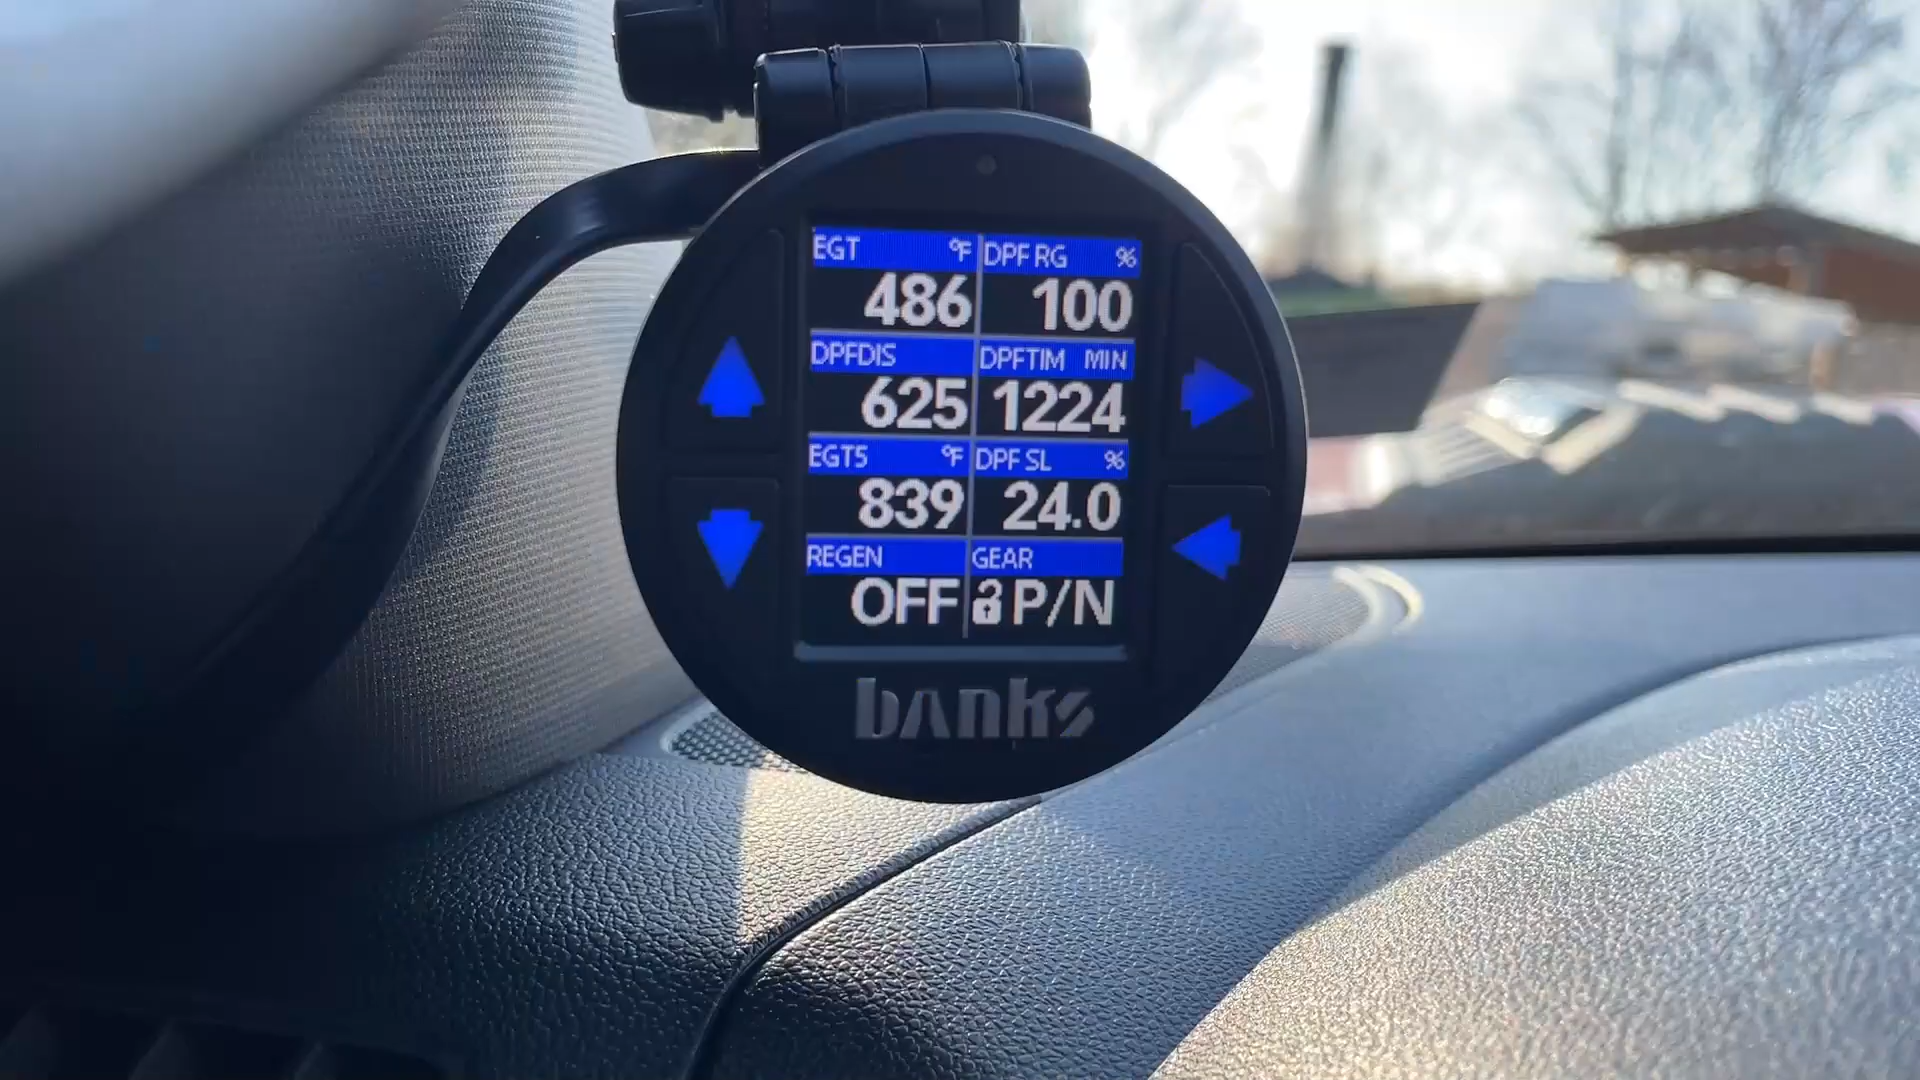 EGT °F DPF RG %
486 100
DPFDIS DPFTIM MIN
625 1224
EGT5 °F DPF SL %
839 24.0
REGEN GEAR
OFF P/N
banks